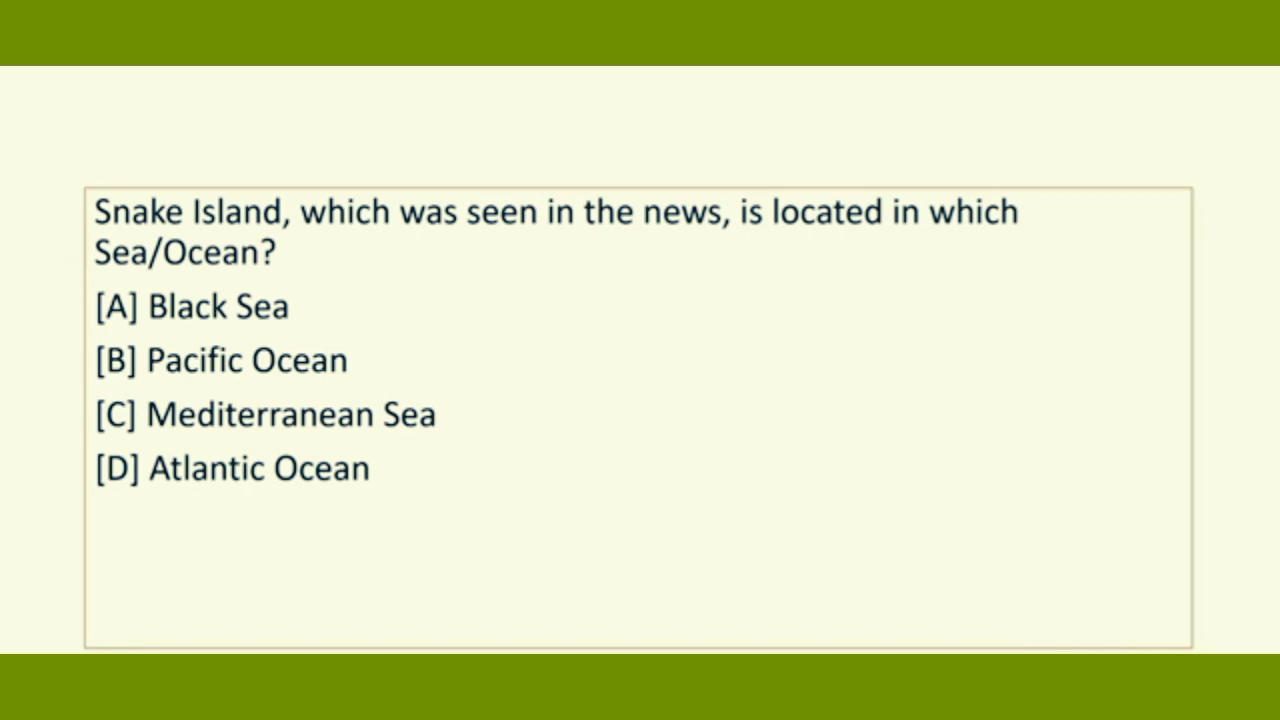 Snake Island, which was seen in the news, is located in which
Sea/Ocean?
[A] Black Sea
[B] Pacific Ocean
[C] Mediterranean Sea
[D] Atlantic Ocean